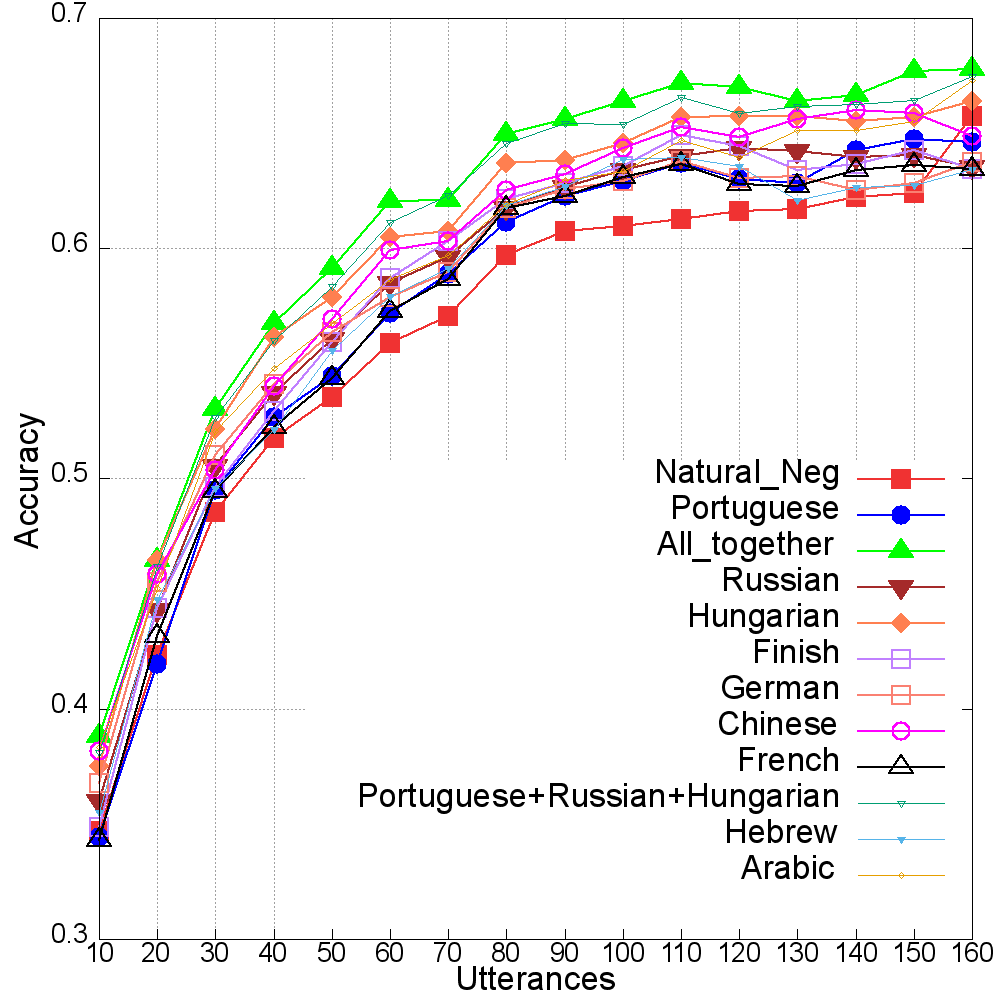 0.7
0.6
0.5
0.4
0.3
Accuracy
Natural_Neg
Portuguese
All_together
Russian
Hungarian
Finish
German
Chinese
French
Portuguese+Russian+Hungarian
Hebrew
Arabic
10 20 30 40 50 60 70 80 90 100 110 120 130 140 150 160
Utterances